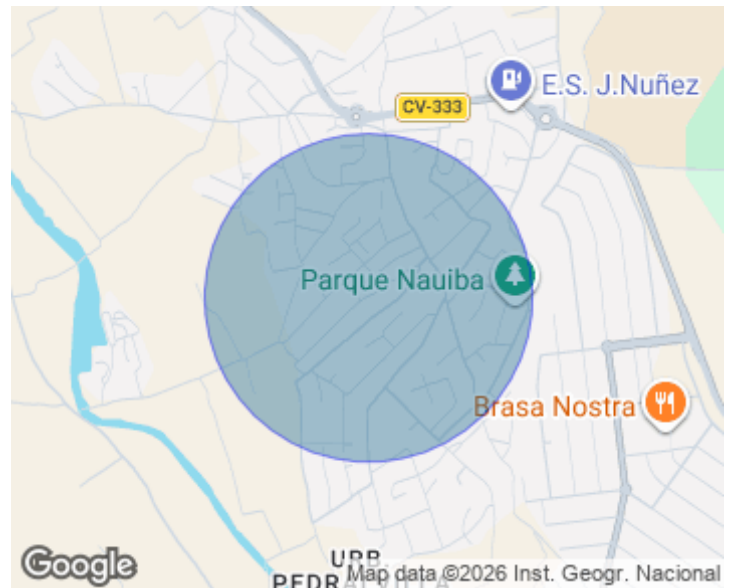 E.S. J.Nuñez
CV-333
Parque Nauiba
Brasa Nostra
URB.
Google
Map data ©2026 Inst. Geogr. Nacional